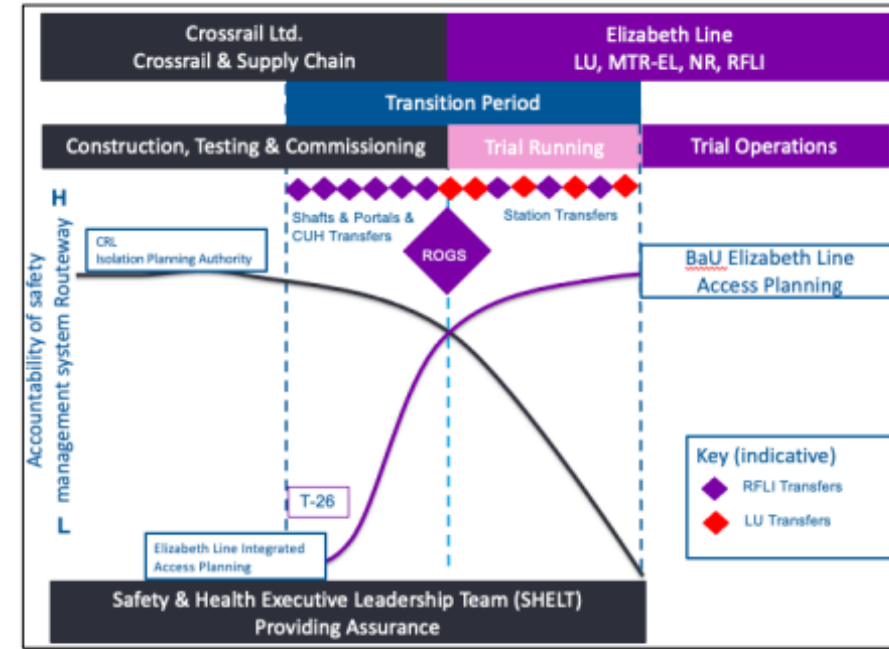 Crossrail Ltd.
Crossrail & Supply Chain
Elizabeth Line
LU, MTR-EL, NR, RFLI
Transition Period
Construction, Testing & Commissioning
Trial Running
Trial Operations
H
Shafts & Portals &
CUH Transfers
Station Transfers
ROGS
CRL
Isolation Planning Authority
BaU Elizabeth Line
Access Planning
Accountability of safety
management system Routeway
Key (indicative)
RFLI Transfers
LU Transfers
T-26
L
Elizabeth Line Integrated
Access Planning
Safety & Health Executive Leadership Team (SHELT)
Providing Assurance